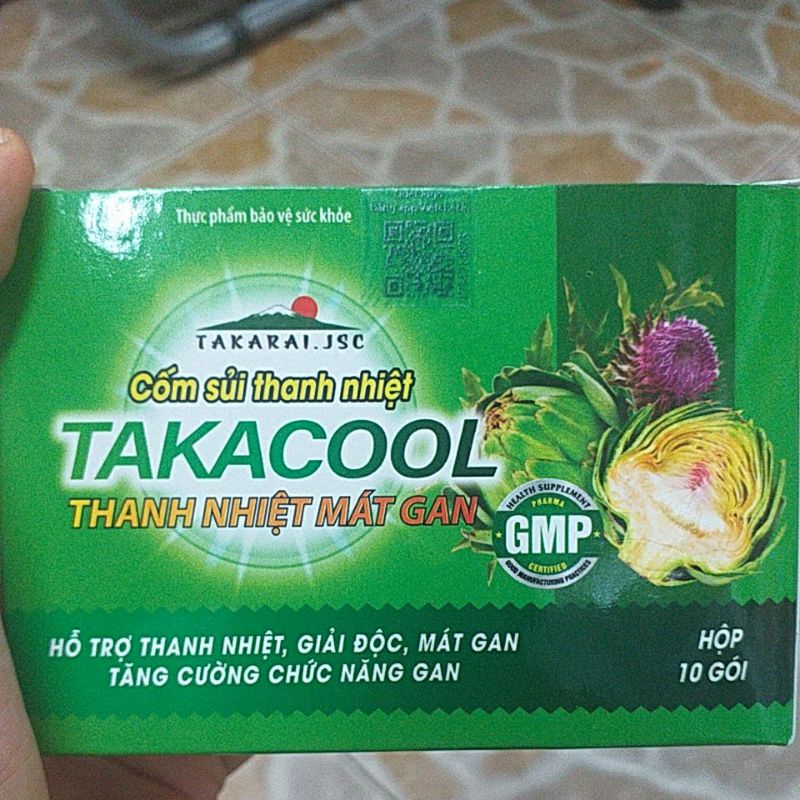 Thực phẩm bảo vệ sức khỏe
TAKARAI.JSC
Cốm sủi thanh nhiệt
TAKACOOL
THANH NHIỆT MÁT GAN
HEALTH SUPPLEMENT
PHARMA
GMP
CERTIFIED
GOOD MANUFACTURING PRACTICES
HỖ TRỢ THANH NHIỆT, GIẢI ĐỘC, MÁT GAN
TĂNG CƯỜNG CHỨC NĂNG GAN
HỘP
10 GÓI